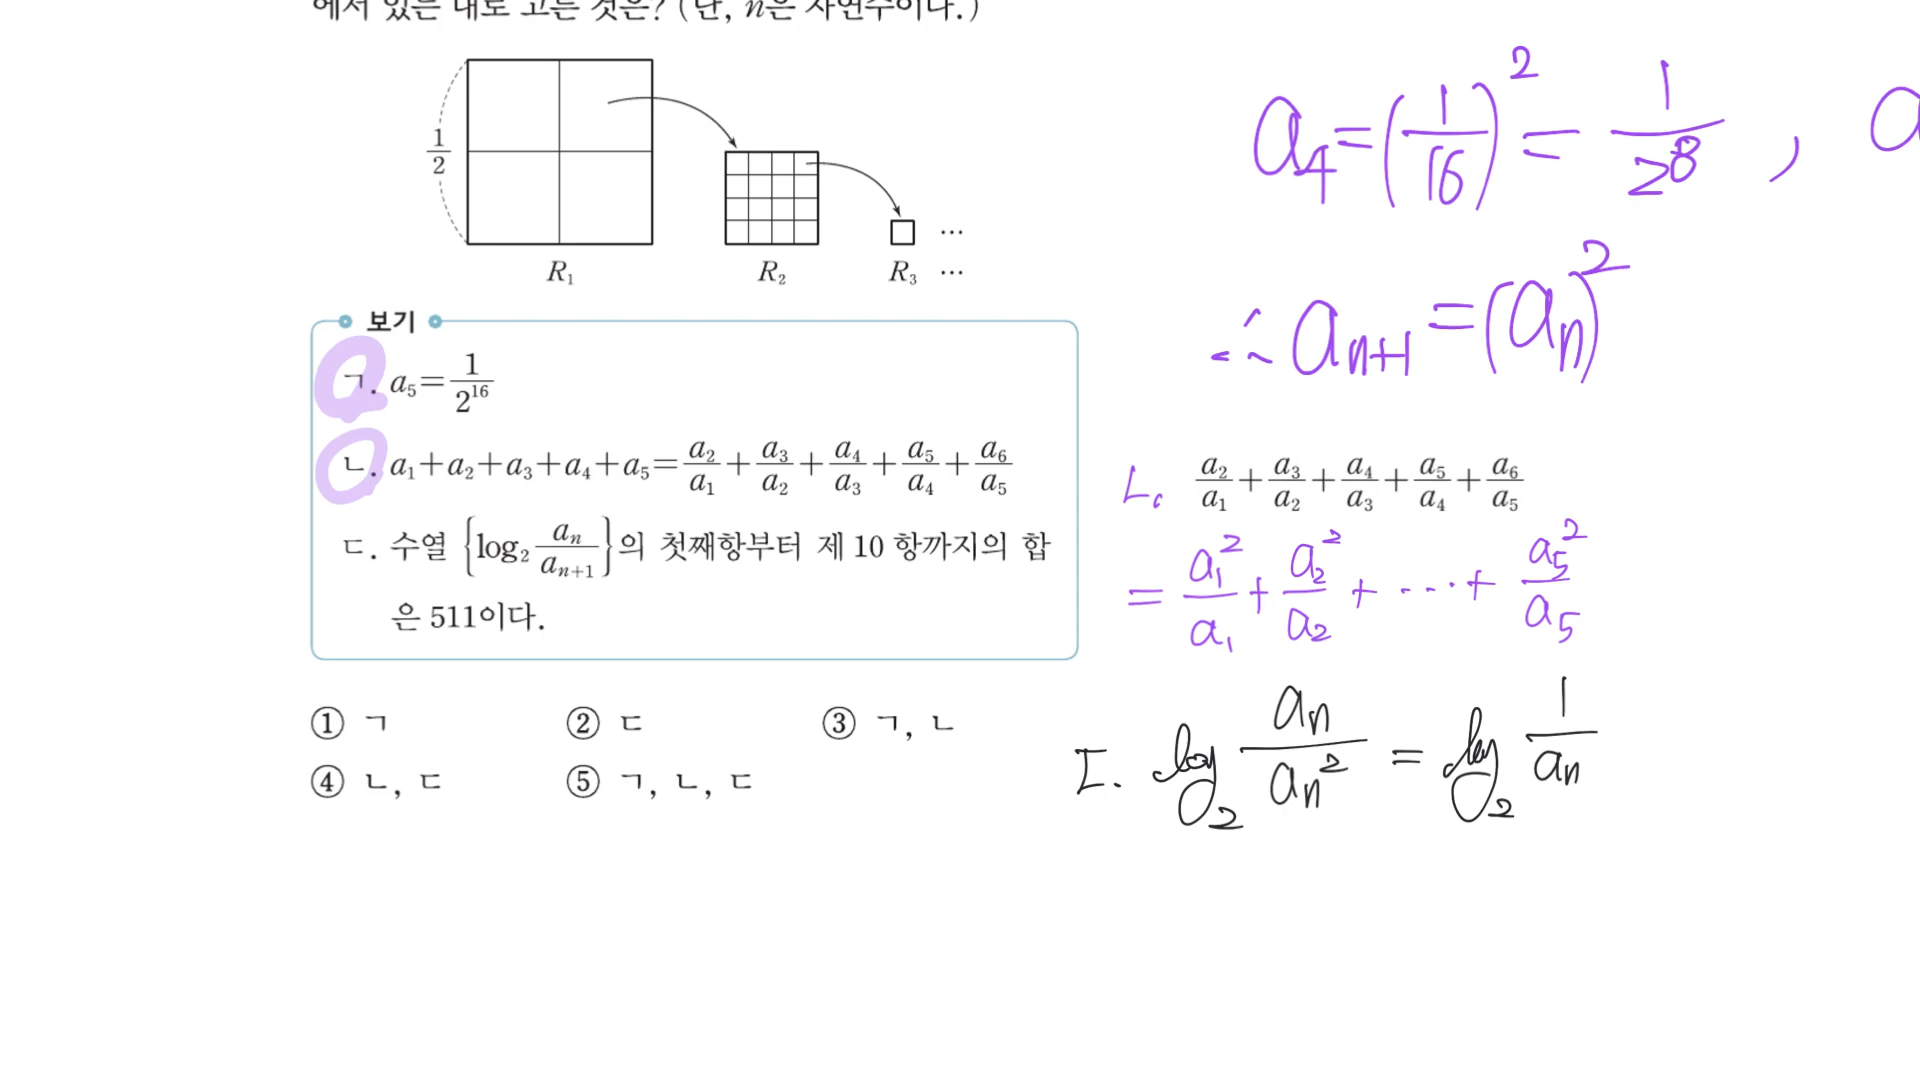 에서 있는 대로 고른 것은? (단, n은 자연수이다.)
1/2
R₁ R₂ R₃ ⋯
⋯
보기
ㄱ. a₅=1/2¹⁶
ㄴ. a₁+a₂+a₃+a₄+a₅=a₂/a₁+a₃/a₂+a₄/a₃+a₅/a₄+a₆/a₅
ㄷ. 수열 {log₂ aₙ/aₙ₊₁}의 첫째항부터 제 10 항까지의 합
은 511이다.
① ㄱ ② ㄷ ③ ㄱ, ㄴ
④ ㄴ, ㄷ ⑤ ㄱ, ㄴ, ㄷ
a₄=(1/16)²=1/2⁸, a
∴ aₙ₊₁=(aₙ)²
ㄴ. a₂/a₁+a₃/a₂+a₄/a₃+a₅/a₄+a₆/a₅
= a₁²/a₁+a₂²/a₂+⋯+a₅²/a₅
ㄷ. log₂ aₙ/aₙ² = log₂ 1/aₙ